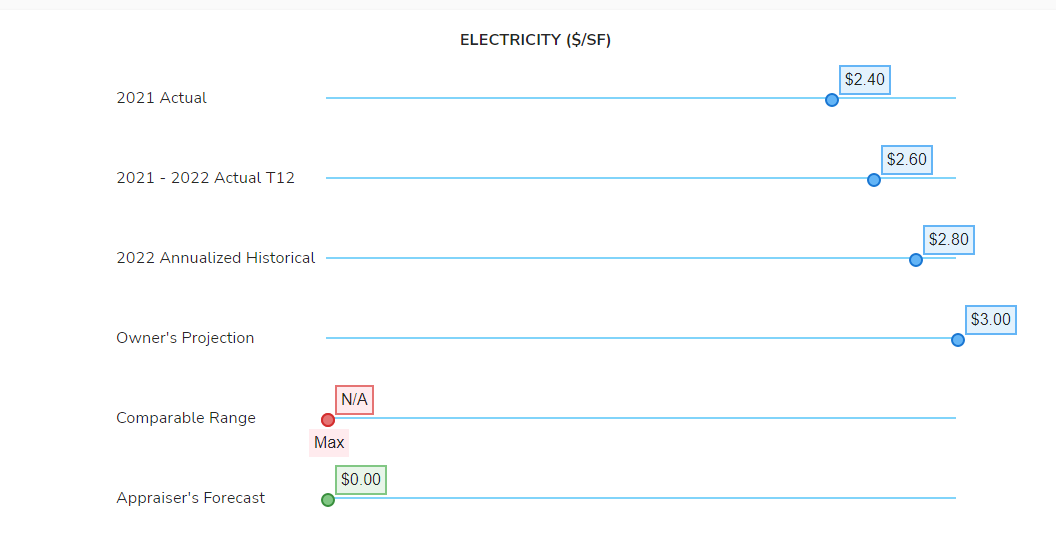 ELECTRICITY ($/SF)
2021 Actual
$2.40
2021 - 2022 Actual T12
$2.60
2022 Annualized Historical
$2.80
Owner's Projection
$3.00
Comparable Range
N/A
Max
Appraiser's Forecast
$0.00